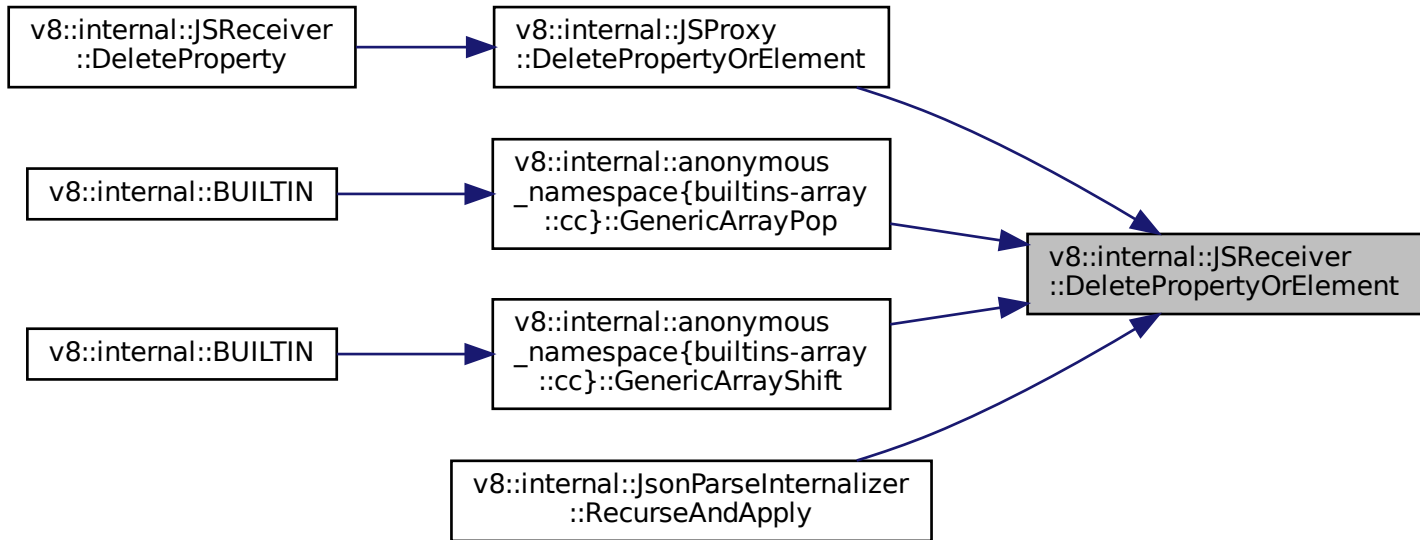 v8::internal::JSReceiver
::DeleteProperty
v8::internal::JSProxy
::DeletePropertyOrElement
v8::internal::BUILTIN
v8::internal::anonymous
_namespace{builtins-array
::cc}::GenericArrayPop
v8::internal::JSReceiver
::DeletePropertyOrElement
v8::internal::BUILTIN
v8::internal::anonymous
_namespace{builtins-array
::cc}::GenericArrayShift
v8::internal::JsonParseInternalizer
::RecurseAndApply